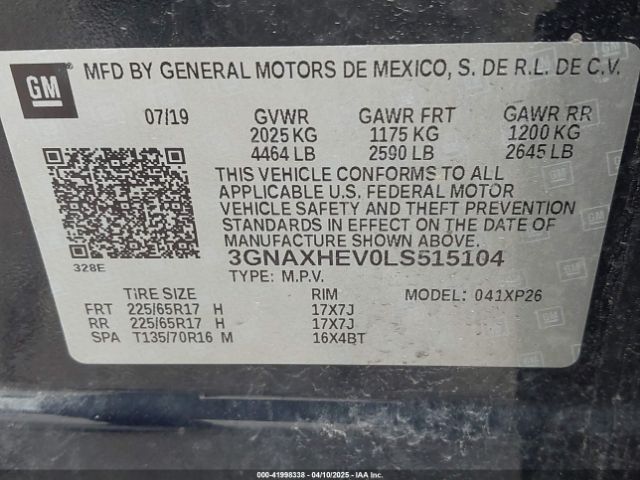 GM MFD BY GENERAL MOTORS DE MEXICO, S. DE R.L. DE C.V.
07/19 GVWR GAWR FRT GAWR RR
2025 KG 1175 KG 1200 KG
4464 LB 2590 LB 2645 LB
THIS VEHICLE CONFORMS TO ALL
APPLICABLE U.S. FEDERAL MOTOR
VEHICLE SAFETY AND THEFT PREVENTION
STANDARDS IN EFFECT ON THE DATE OF
MANUFACTURE SHOWN ABOVE.
328E 3GNAXHEV0LS515104
TYPE: M.P.V.
TIRE SIZE RIM MODEL: 041XP26
FRT 225/65R17 H 17X7J
RR 225/65R17 H 17X7J
SPA T135/70R16 M 16X4BT
000-41998338 - 04/10/2025 - IAAI.com